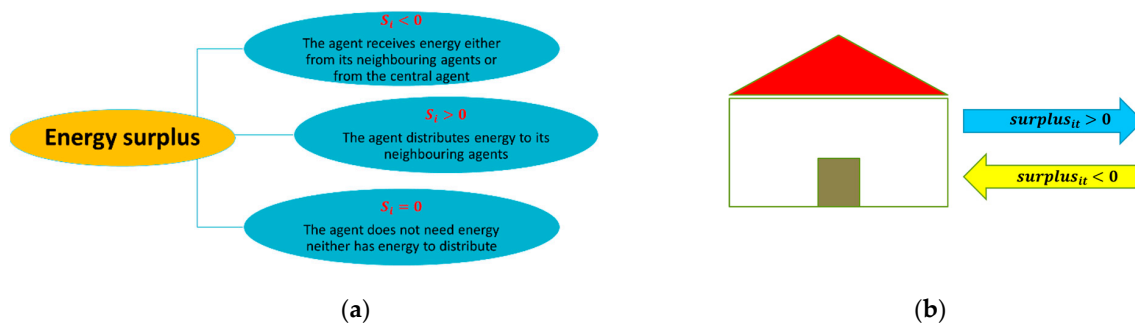 S_i < 0
The agent receives energy either
from its neighbouring agents or
from the central agent
Energy surplus
S_i > 0
The agent distributes energy to its
neighbouring agents
S_i = 0
The agent does not need energy
neither has energy to distribute
(a)
surplus_it > 0
surplus_it < 0
(b)